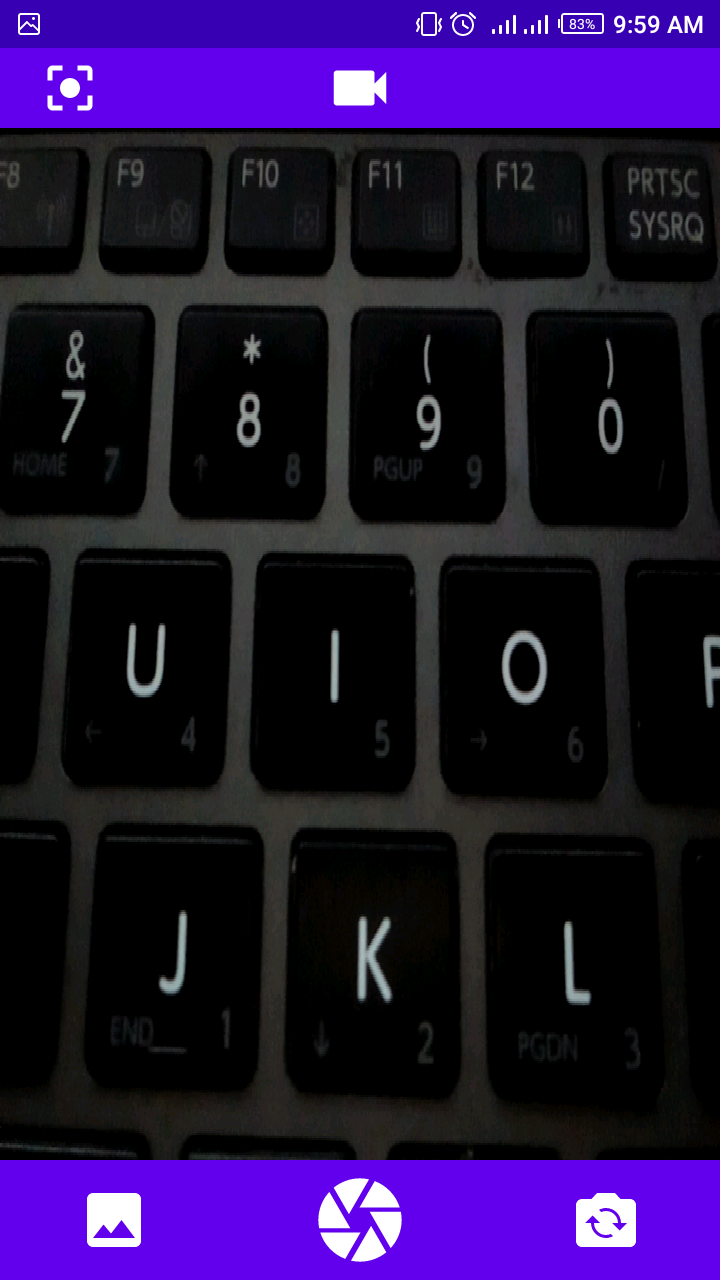 83% 9:59 AM
F8 F9 F10 F11 F12 PRTSC
SYSRQ
& * ( )
7 8 9 0
HOME 7 ↑ 8 PGUP 9 /
U I O P
← 4 5 → 6
J K L
END 1 ↓ 2 PGDN 3